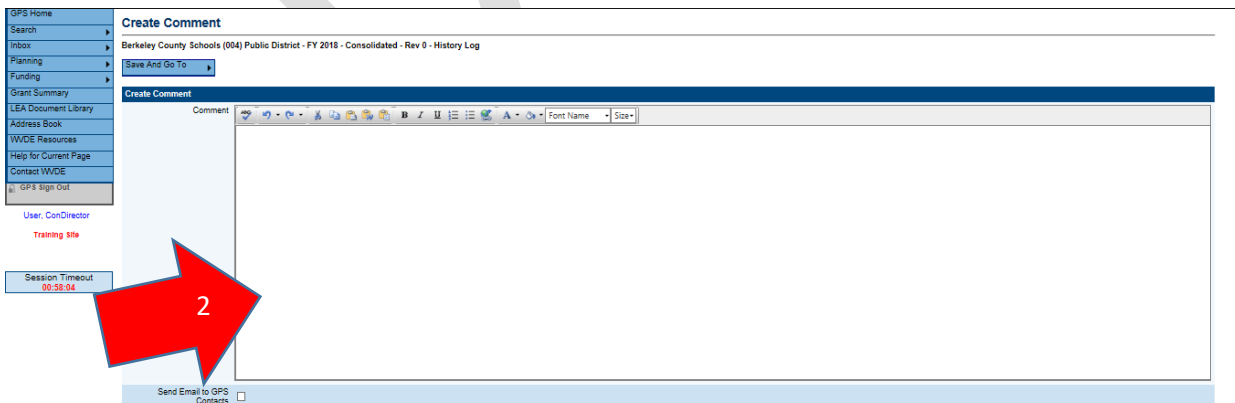 GPS Home
Search
Inbox
Planning
Funding
Grant Summary
LEA Document Library
Address Book
WVDE Resources
Help for Current Page
Contact WVDE
GPS Sign Out
User, ConDirector
Training Site
Session Timeout
00:58:04
Create Comment
Berkeley County Schools (004) Public District - FY 2018 - Consolidated - Rev 0 - History Log
Save And Go To
Create Comment
Comment
ABC B I U A Font Name Size
2
Send Email to GPS
Contacts